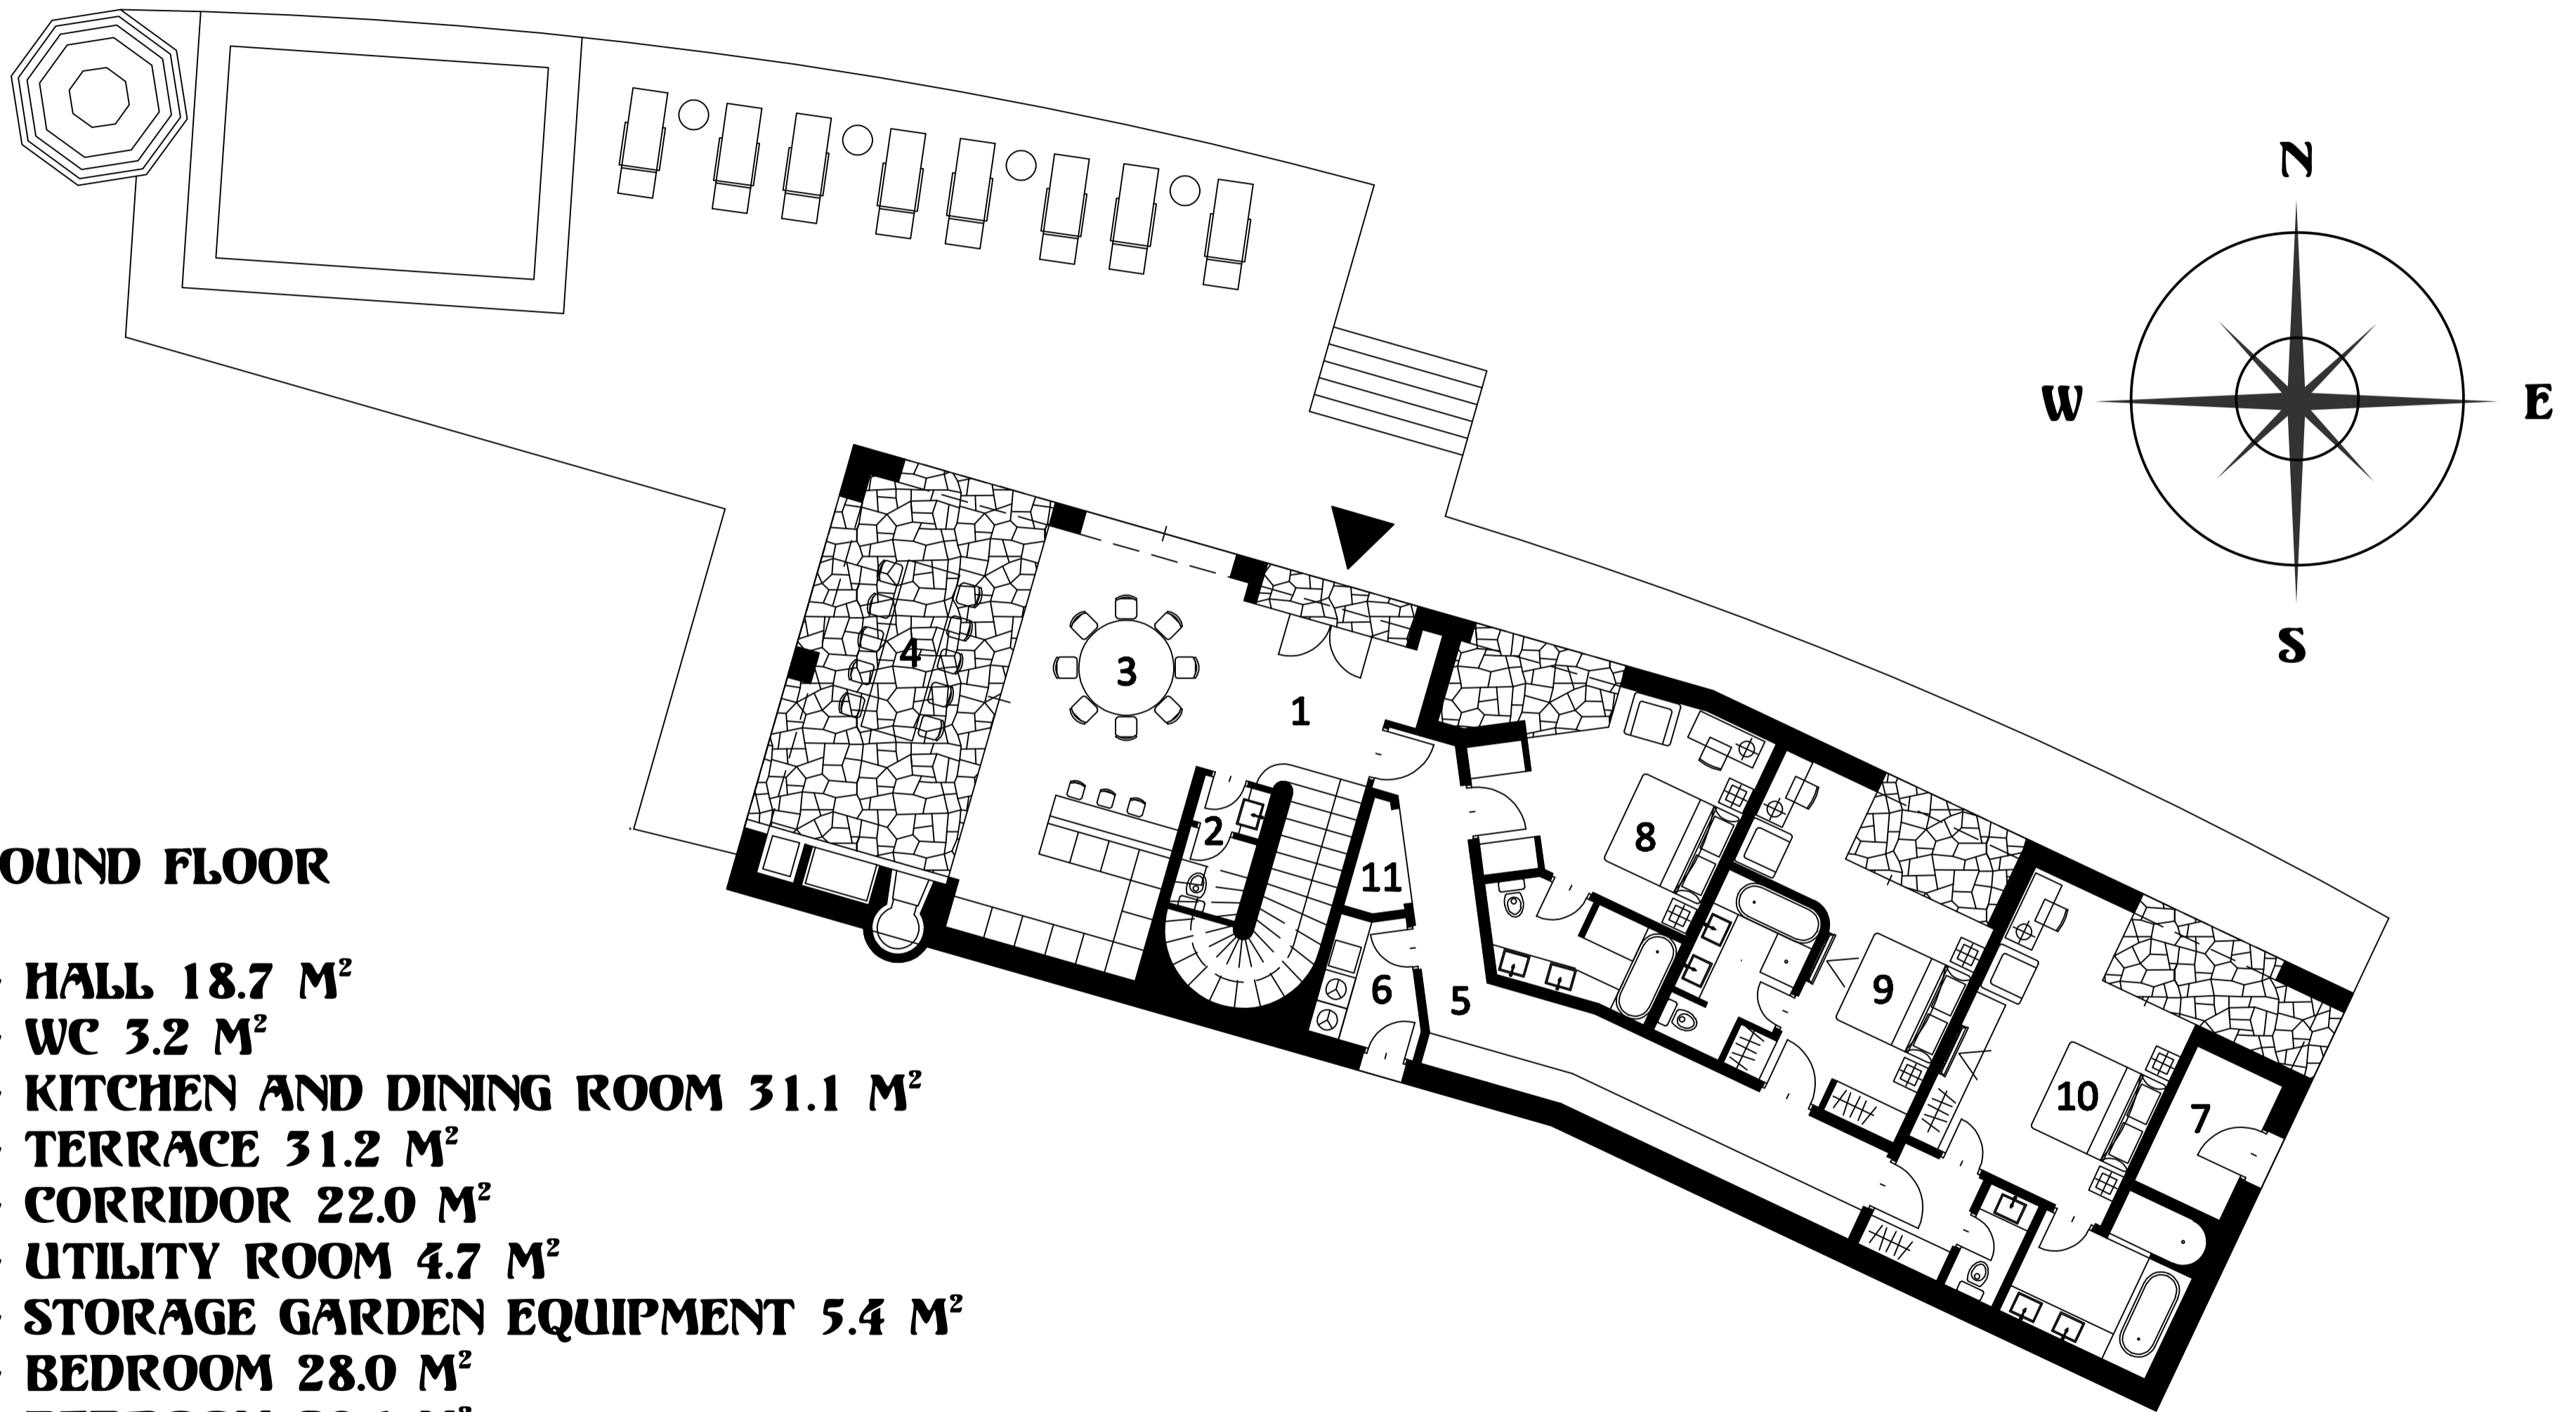 N
W
E
S
4
3
1
2
8
11
9
6
5
10
7
OUND FLOOR
- HALL 18.7 M²
- WC 3.2 M²
- KITCHEN AND DINING ROOM 31.1 M²
- TERRACE 31.2 M²
- CORRIDOR 22.0 M²
- UTILITY ROOM 4.7 M²
- STORAGE GARDEN EQUIPMENT 5.4 M²
- BEDROOM 28.0 M²